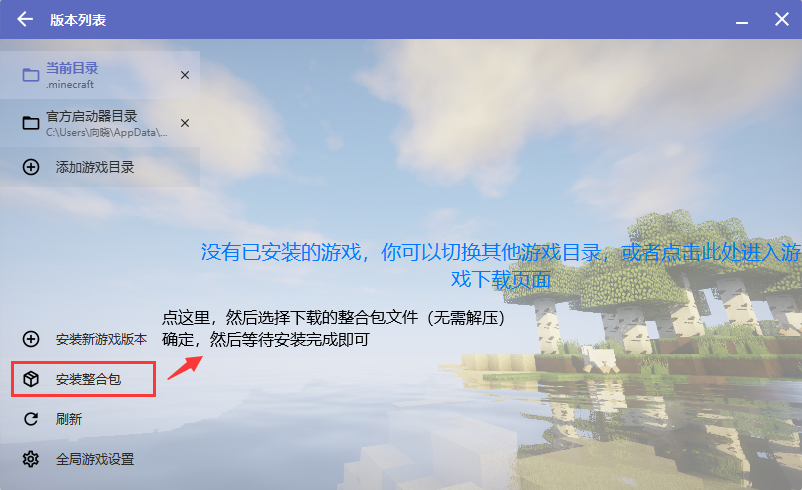 版本列表
当前目录
.minecraft
官方启动器目录
C:\Users\向晓\AppData\...
添加游戏目录
没有已安装的游戏，你可以切换其他游戏目录，或者点击此处进入游
戏下载页面
点这里，然后选择下载的整合包文件（无需解压）
确定，然后等待安装完成即可
安装新游戏版本
安装整合包
刷新
全局游戏设置